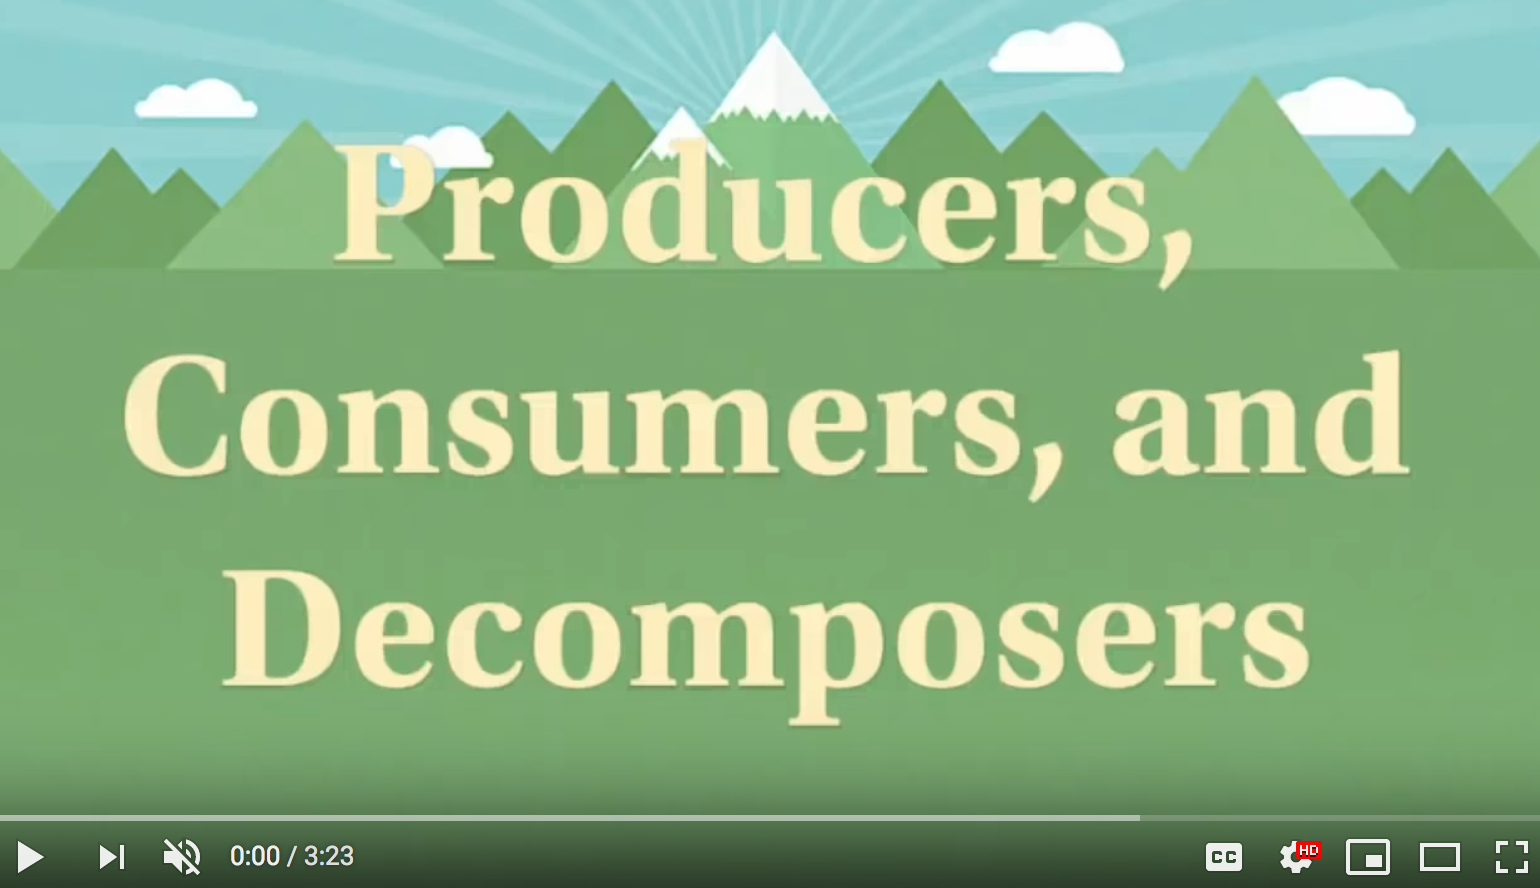 Producers,
Consumers, and
Decomposers
0:00 / 3:23
CC
HD